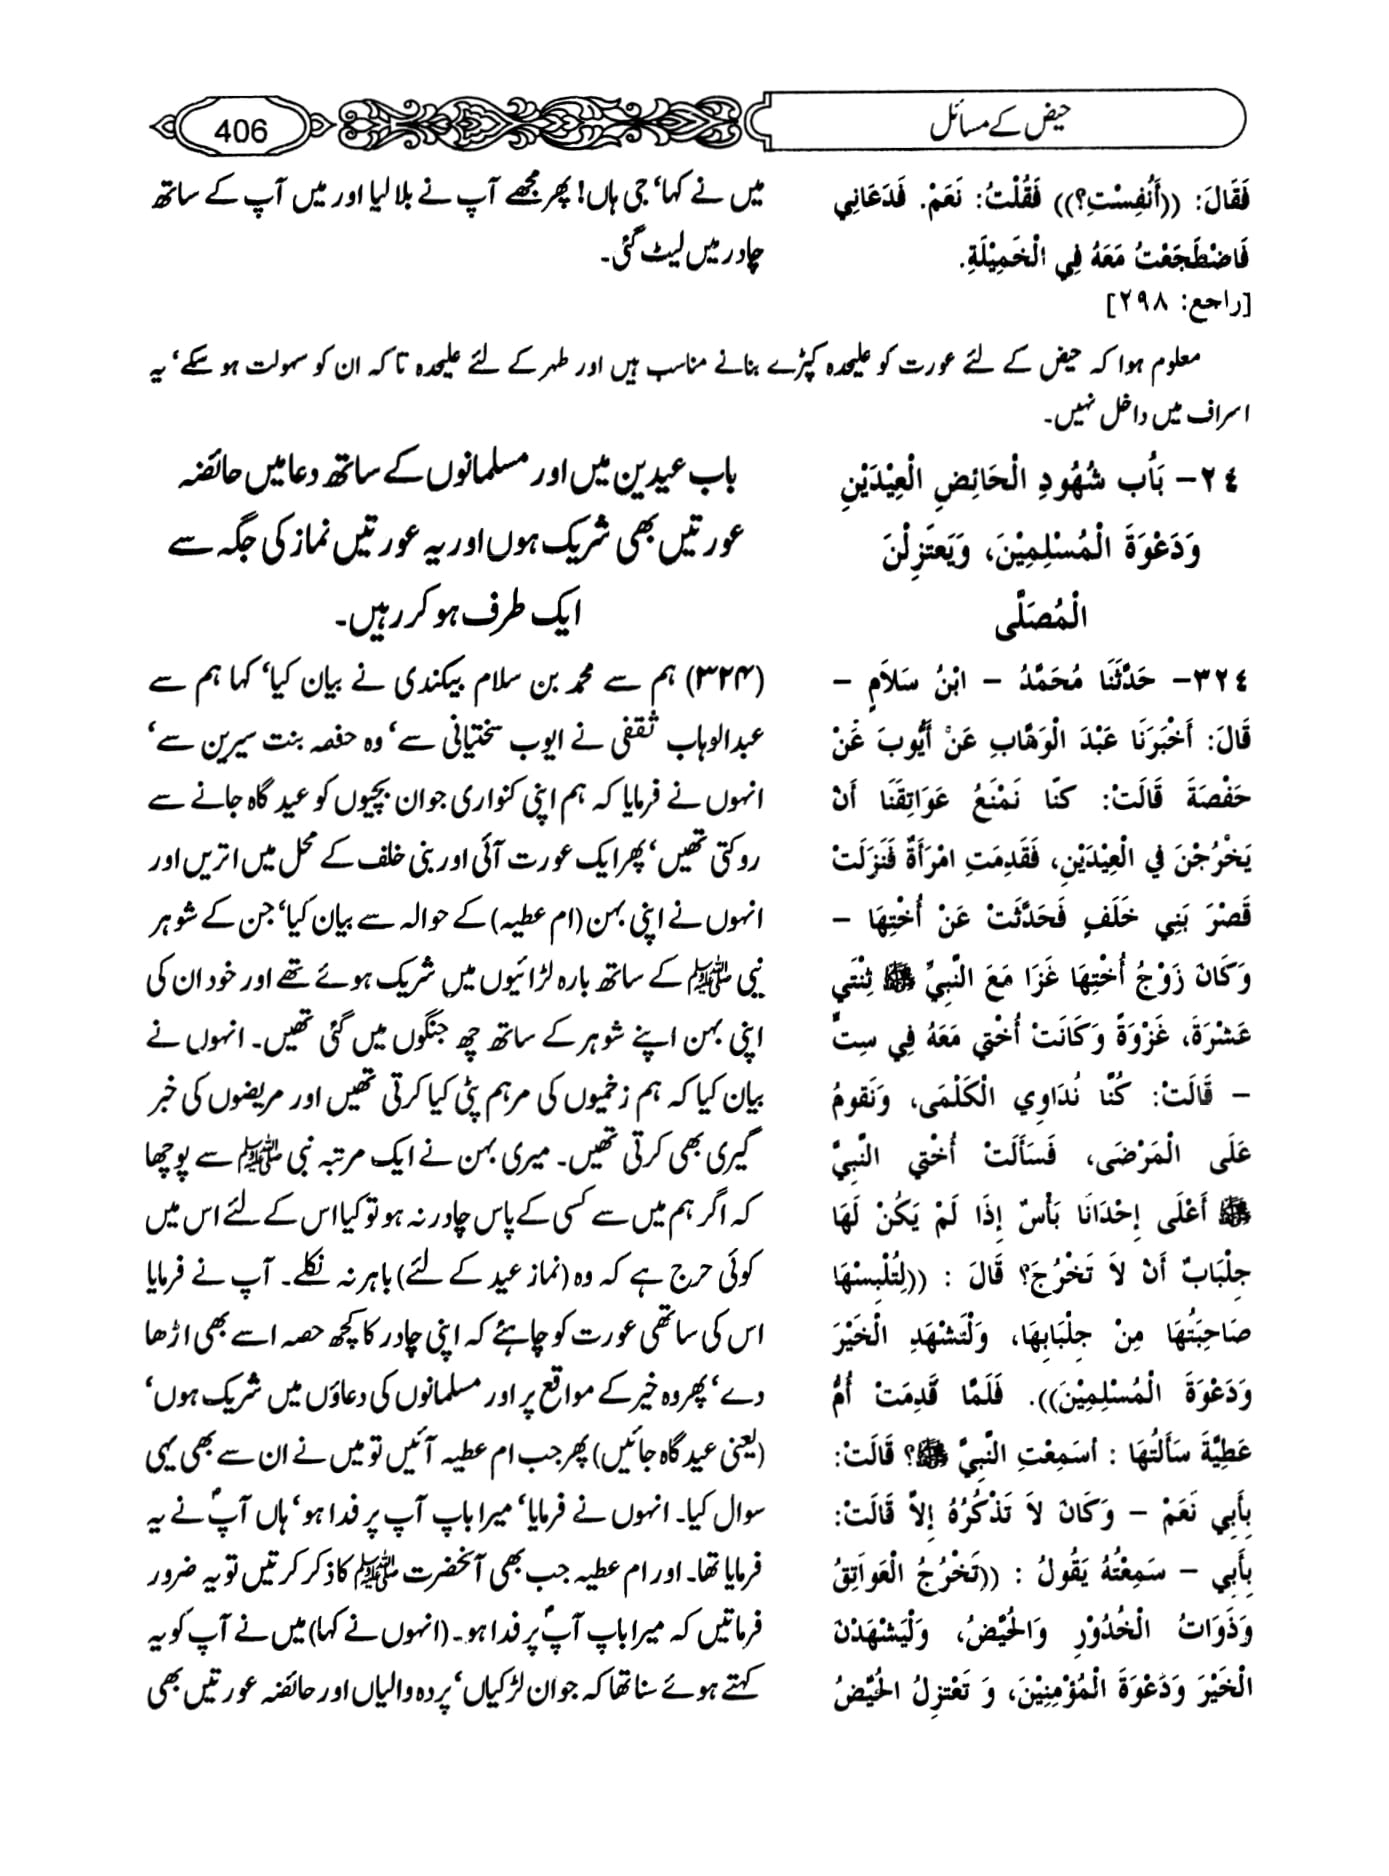 حیض کے مسائل
406
فَقَالَ: ((أَنُفِسْتِ؟)) فَقُلْتُ: نَعَمْ. فَدَعَانِي
فَاضْطَجَعْتُ مَعَهُ فِي الْخَمِيْلَةِ.
[راجع: ٢٩٨]
میں نے کہا‘ جی ہاں! پھر مجھے آپ نے بلا لیا اور میں آپ کے ساتھ
چادر میں لیٹ گئی۔
معلوم ہوا کہ حیض کے لئے عورت کو علیحدہ کپڑے بنانے مناسب ہیں اور طہر کے لئے علیحدہ تاکہ ان کو سہولت ہو سکے‘ یہ
اسراف میں داخل نہیں۔
٢٤- بَابُ شُهُودِ الْحَائِضِ الْعِيْدَيْنِ
وَدَعْوَةَ الْمُسْلِمِيْنَ، وَيَعتَزِلْنَ
الْمُصَلَّى
باب عیدین میں اور مسلمانوں کے ساتھ دعا میں حائضہ
عورتیں بھی شریک ہوں اور یہ عورتیں نماز کی جگہ سے
ایک طرف ہو کر رہیں۔
٣٢٤- حَدَّثَنَا مُحَمَّدُ - ابْنُ سَلاَمٍ -
قَالَ: أَخْبَرَنَا عَبْدَ الْوَهَّابِ عَنْ أَيُّوبَ عَنْ
حَفْصَةَ قَالَتْ: كنَّا نَمْنَعُ عَوَاتِقَنَا أَنْ
يَخْرُجْنَ فِي الْعِيْدَيْنِ، فَقَدِمَتِ امْرَأَةٌ فَنَزَلَتْ
قَصْرَ بَنِي خَلَفٍ فَحَدَّثَتْ عَنْ أُخْتِهَا -
وَكَانَ زَوْجُ أُخْتِهَا غَزَا مَعَ النَّبِيِّ ﷺ ثِنْتَي
عَشْرَةَ، غَزْوَةً وَكَانَتْ أُخْتِي مَعَهُ فِي سِتٍّ
- قَالَتْ: كُنَّا نُدَاوِي الْكَلْمَى، وَنَقومُ
عَلَى الْمَرْضَى، فَسَأَلَتْ أُخْتِي النَّبِيَّ
ﷺ أَعْلَى إِحْدَانَا بَأْسٌ إِذَا لَمْ يَكُنْ لَهَا
جِلْبَابٌ أَنْ لاَ تَخْرُجَ؟ قَالَ : ((لِتُلْبِسْهَا
صَاحِبَتُهَا مِنْ جِلْبَابِهَا، وَلْتَشْهَدِ الْخَيْرَ
وَدَعْوَةَ الْمُسْلِمِيْنَ)). فَلَمَّا قَدِمَتْ أُمُّ
عَطِيَّةَ سَأَلْتُهَا : أَسَمِعْتِ النَّبِيَّ ﷺ؟ قَالَتْ:
بِأَبِي نَعَمْ - وَكَانَ لاَ تَذْكُرُهُ إِلاَّ قَالَتْ:
بِأَبِي - سَمِعْتُهُ يَقُولُ : ((تَخْرُجُ الْعَوَاتِقُ
وَذَوَاتُ الْخُدُوْرِ وَالْحُيَّضُ، وَلْيَشْهَدْنَ
الْخَيْرَ وَدَعْوَةَ الْمُؤْمِنِيْنَ، وَ تَعْتَزِلُ الْحُيَّضُ
(۳۲۴) ہم سے محمد بن سلام بیکندی نے بیان کیا‘ کہا ہم سے
عبدالوہاب ثقفی نے ایوب سختیانی سے‘ وہ حفصہ بنت سیرین سے‘
انہوں نے فرمایا کہ ہم اپنی کنواری جوان بچیوں کو عید گاہ جانے سے
روکتی تھیں‘ پھر ایک عورت آئی اور بنی خلف کے محل میں اتریں اور
انہوں نے اپنی بہن (ام عطیہ) کے حوالہ سے بیان کیا‘ جن کے شوہر
نبی ﷺ کے ساتھ بارہ لڑائیوں میں شریک ہوئے تھے اور خود ان کی
اپنی بہن اپنے شوہر کے ساتھ چھ جنگوں میں گئی تھیں۔ انہوں نے
بیان کیا کہ ہم زخمیوں کی مرہم پٹی کیا کرتی تھیں اور مریضوں کی خبر
گیری بھی کرتی تھیں۔ میری بہن نے ایک مرتبہ نبی ﷺ سے پوچھا
کہ اگر ہم میں سے کسی کے پاس چادر نہ ہو تو کیا اس کے لئے اس میں
کوئی حرج ہے کہ وہ (نماز عید کے لئے) باہر نہ نکلے۔ آپ نے فرمایا
اس کی ساتھی عورت کو چاہئے کہ اپنی چادر کا کچھ حصہ اسے بھی اڑھا
دے‘ پھر وہ خیر کے مواقع پر اور مسلمانوں کی دعاؤں میں شریک ہوں‘
(یعنی عید گاہ جائیں) پھر جب ام عطیہ آئیں تو میں نے ان سے بھی یہی
سوال کیا۔ انہوں نے فرمایا‘ میرا باپ آپ پر فدا ہو‘ ہاں آپؐ نے یہ
فرمایا تھا۔ اور ام عطیہ جب بھی آنحضرت ﷺ کا ذکر کرتیں تو یہ ضرور
فرماتیں کہ میرا باپ آپؐ پر فدا ہو۔ (انہوں نے کہا) میں نے آپ کو یہ
کہتے ہوئے سنا تھا کہ جوان لڑکیاں‘ پردہ والیاں اور حائضہ عورتیں بھی